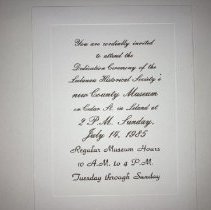 You are cordially invited
to attend the
Dedication Ceremony of the
Leelanau Historical Society's
new County Museum
on Cedar St. in Leland at
2 P.M. Sunday,
July 14, 1985
Regular Museum Hours
10 A.M. to 4 P.M.
Tuesday through Sunday